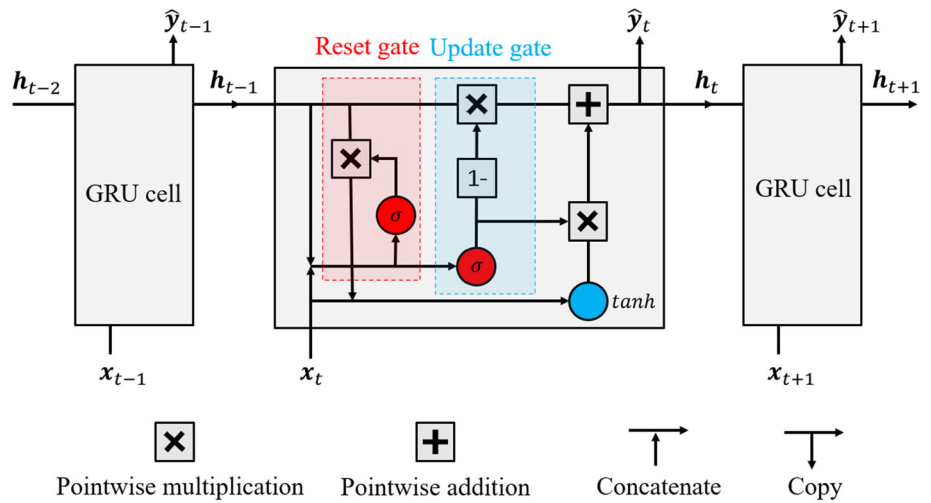 ŷₜ₋₁
ŷₜ
ŷₜ₊₁
Reset gate Update gate
hₜ₋₂
hₜ₋₁
hₜ
hₜ₊₁
GRU cell
1-
GRU cell
σ
σ
tanh
xₜ₋₁
xₜ
xₜ₊₁
Pointwise multiplication
Pointwise addition
Concatenate
Copy